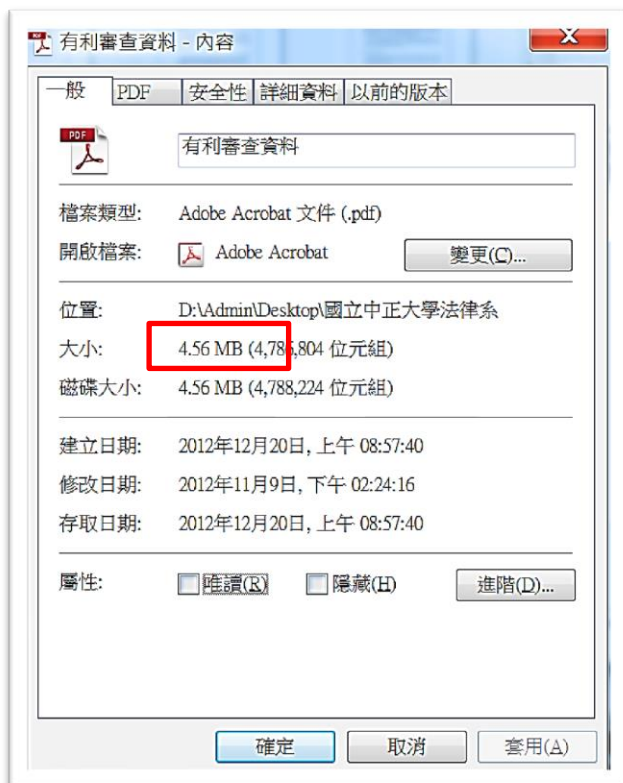 有利審查資料 - 內容
一般 PDF 安全性 詳細資料 以前的版本
PDF
有利審查資料
檔案類型: Adobe Acrobat 文件 (.pdf)
開啟檔案: Adobe Acrobat 變更(C)...
位置: D:\Admin\Desktop\國立中正大學法律系
大小: 4.56 MB (4,786,804 位元組)
磁碟大小: 4.56 MB (4,788,224 位元組)
建立日期: 2012年12月20日, 上午 08:57:40
修改日期: 2012年11月9日, 下午 02:24:16
存取日期: 2012年12月20日, 上午 08:57:40
屬性: 唯讀(R) 隱藏(H) 進階(D)...
確定 取消 套用(A)